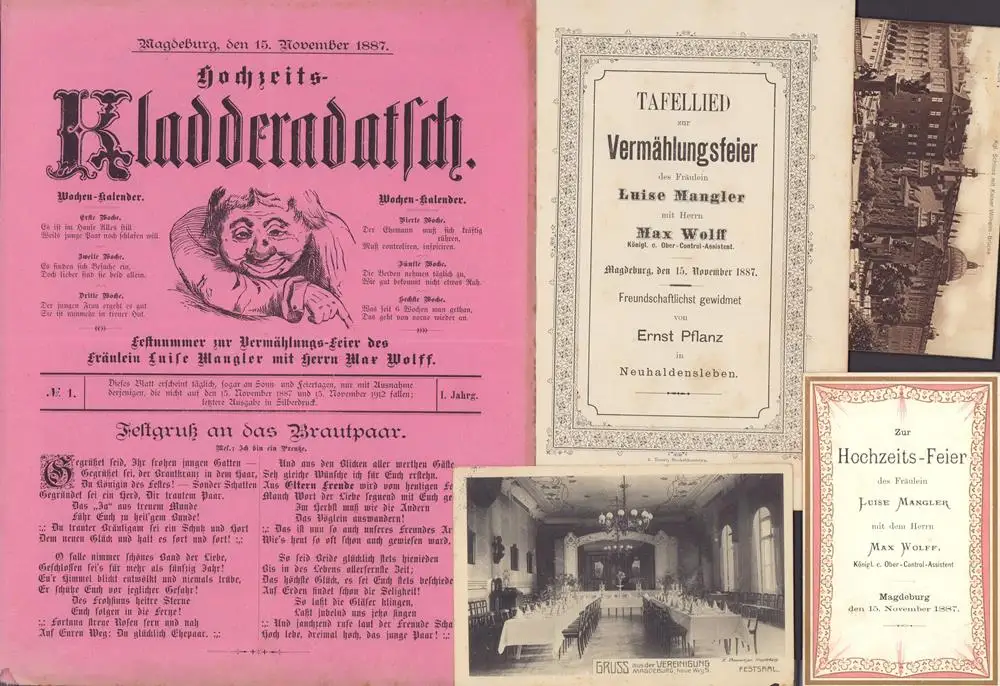 Magdeburg, den 15. November 1887.
Hochzeits-
Kladderadatsch.
Wochen-Kalender.
Erste Woche.
Es ist im Hause Alles still
Weils junge Paar noch schlafen will.
Zweite Woche.
Es finden sich Besuche ein,
Doch lieber sind sie beid allein.
Dritte Woche.
Der jungen Frau ergeht es gut
Sie ist nunmehr in treuer Hut.
Wochen-Kalender.
Vierte Woche.
Der Ehemann muß sich kräftig
rühren,
Muß controliren, inspiciren.
Fünfte Woche.
Die Beiden nehmen täglich zu,
Wie gut bekommt nicht etwas Ruh.
Sechste Woche.
Was seit 6 Wochen man gethan,
Das geht von vorne wieder an.
Festnummer zur Vermählungs-Feier des
Fräulein Luise Mangler mit Herrn Max Wolff.
№ 1.
Dieses Blatt erscheint täglich, sogar an Sonn- und Feiertagen, nur mit Ausnahme
derjenigen, die nicht auf den 15. November 1887 und 15. November 1912 fallen;
letztere Ausgabe in Silberdruck.
1. Jahrg.
Festgruß an das Brautpaar.
Mel.: Ich bin ein Preuße.
Gegrüßet seid, Ihr frohen jungen Gatten —
Gegrüßet sei, der Brautkranz in dem Haar,
Du Königin des Festes! — Sonder Schatten
Gegründet sei ein Herd, Dir trautem Paar.
Das „Ja“ aus treuem Munde
Führ Euch zu heil'gem Bunde!
:,: Du trauter Bräutigam sei ein Schutz und Hort
Dem neuen Glück und halt es fort und fort! :,:
O falle nimmer schönes Band der Liebe,
Geschlossen sei's für mehr als fünfzig Jahr!
Eu'r Himmel blickt entwölkt und niemals trübe,
Er schütze Euch vor jeglicher Gefahr!
Des Frohsinns heitre Sterne
Euch folgen in die Ferne!
:,: Fortuna streue Rosen fern und nah
Auf Euren Weg: Du glücklich Ehepaar. :,:
Und aus den Blicken aller werthen Gäste
Seh gleiche Wünsche ich für Euch erstehn.
Aus Eltern Freude wird vom heutigen Fe
Manch Wort der Liebe segnend mit Euch ge
Im Herbst muß wie die Andern
Das Vöglein auswandern!
:,: Das ist nun so auch unseres Freundes Ar
Wie's heut so oft schon auch gewiesen ward.
So seid Beide glücklich stets hienieden
Bis in des Lebens allerfernste Zeit;
Das höchste Glück, es sei Euch stets beschiede
Auf Erden findet schon die Seligkeit!
So laßt die Gläser klingen,
Laßt jubelnd uns jetzo singen
:,: Und jauchzend rufe laut der Freunde Scha
Hoch lebe, dreimal hoch, das junge Paar! :,:
TAFELLIED
zur
Vermählungsfeier
des Fräulein
Luise Mangler
mit Herrn
Max Wolff
Königl. c. Ober-Control-Assistent.
Magdeburg, den 15. November 1887.
Freundschaftlichst gewidmet
von
Ernst Pflanz
in
Neuhaldensleben.
Kgl. Schloss mit Kaiser Wilhelm-Brücke
GRUSS aus der VEREINIGUNG
MAGDEBURG, Neue Weg 5.
FESTSAAL.
Zur
Hochzeits-Feier
des Fräulein
LUISE MANGLER
mit dem Herrn
MAX WOLFF,
Königl. c. Ober-Control-Assistent
Magdeburg
den 15. November 1887.